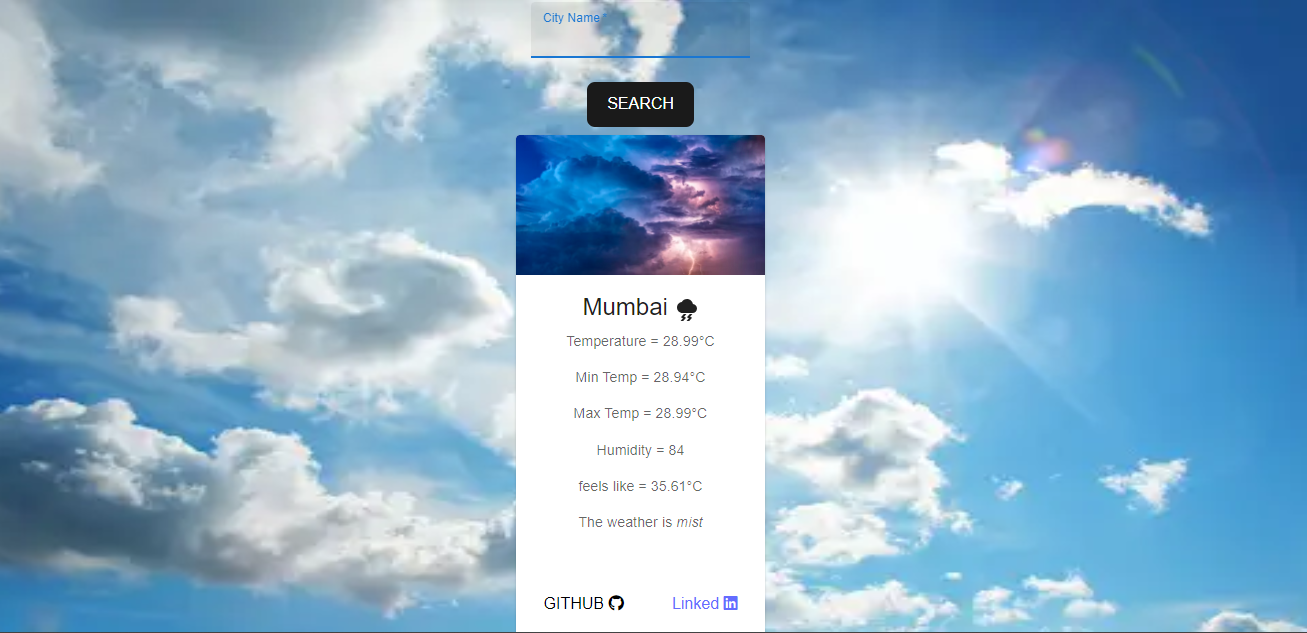 City Name *
SEARCH
Mumbai
Temperature = 28.99°C
Min Temp = 28.94°C
Max Temp = 28.99°C
Humidity = 84
feels like = 35.61°C
The weather is mist
GITHUB
Linked in